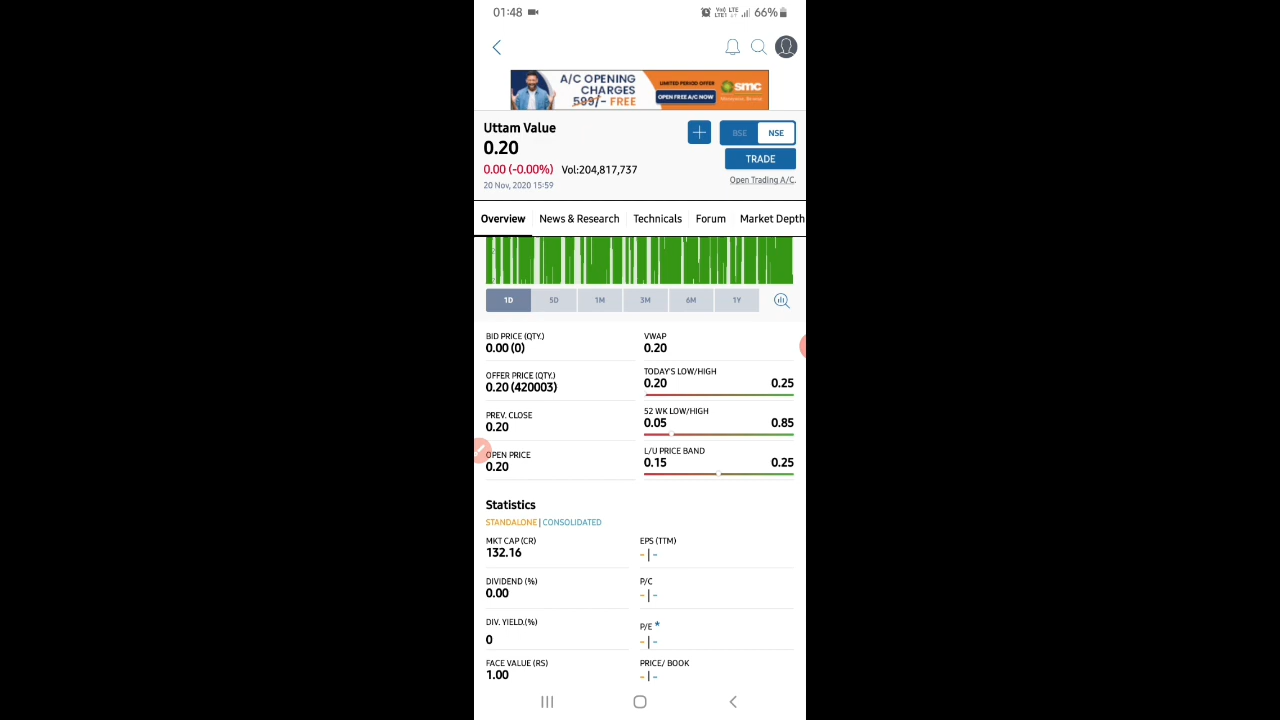 01:48 66%
A/C OPENING
CHARGES
599/- FREE
LIMITED PERIOD OFFER
OPEN FREE A/C NOW
smc
Uttam Value
0.20
0.00 (-0.00%) Vol:204,817,737
20 Nov, 2020 15:59
BSE NSE
TRADE
Open Trading A/C.
Overview News & Research Technicals Forum Market Depth
1D 5D 1M 3M 6M 1Y
BID PRICE (QTY.)
0.00 (0)
VWAP
0.20
OFFER PRICE (QTY.)
0.20 (420003)
TODAY'S LOW/HIGH
0.20 0.25
PREV. CLOSE
0.20
52 WK LOW/HIGH
0.05 0.85
OPEN PRICE
0.20
L/U PRICE BAND
0.15 0.25
Statistics
STANDALONE | CONSOLIDATED
MKT CAP (CR)
132.16
EPS (TTM)
- | -
DIVIDEND (%)
0.00
P/C
- | -
DIV. YIELD.(%)
0
P/E *
- | -
FACE VALUE (RS)
1.00
PRICE/ BOOK
- | -